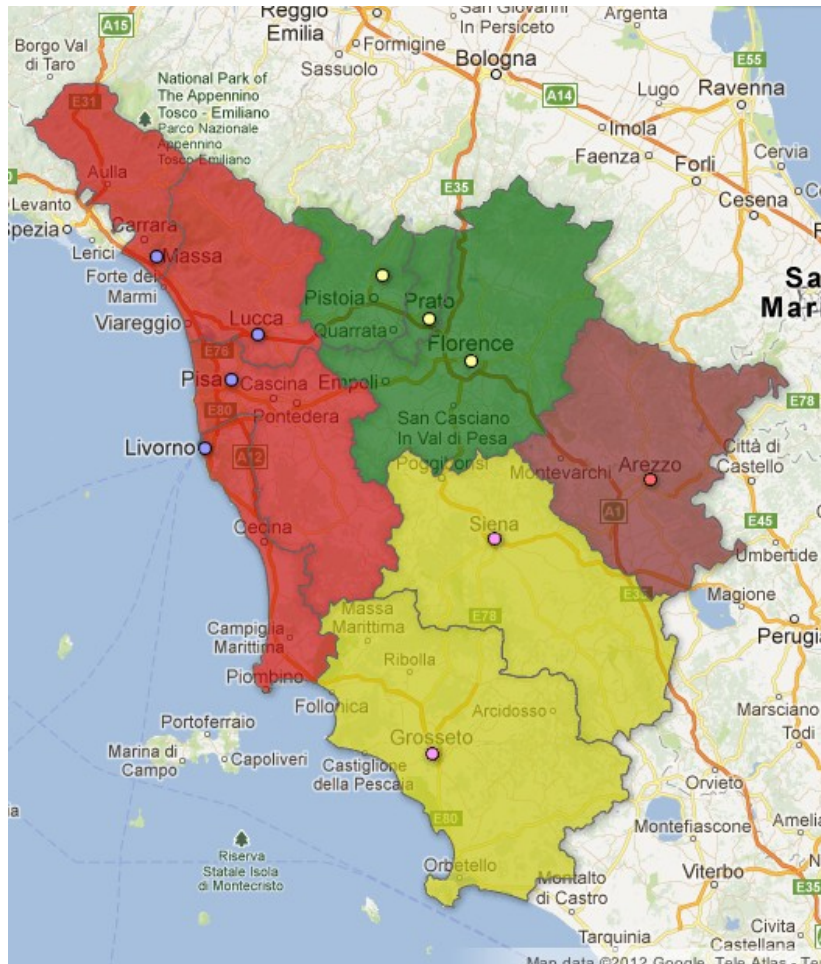 A15
Reggio
Emilia
San Giovanni
In Persiceto
Argenta
Borgo Val
di Taro
Formigine
Sassuolo
Bologna
E55
National Park of
The Appennino
Tosco - Emiliano
Parco Nazionale
Appennino
Tosco Emiliano
E31
A14
Lugo
Ravenna
Imola
Faenza
Forli
Cervia
Aulla
E35
Cesena
Levanto
Spezia
Carrara
Lerici
Massa
Forte dei
Marmi
Pistoia
Prato
Sa
Mar
Viareggio
Lucca
Quarrata
Florence
E76
Pisa
Cascina
Empoli
E80
Pontedera
San Casciano
In Val di Pesa
E78
Livorno
A12
Poggibonsi
Montevarchi
Arezzo
Città di
Castello
A1
Cecina
Siena
E45
Umbertide
E35
Magione
Massa
Marittima
E78
Campiglia
Marittima
Perugia
Ribolla
Piombino
Follonica
Arcidosso
Marsciano
Portoferraio
Grosseto
Todi
Marina di
Campo
Capoliveri
Castiglione
della Pescaia
Orvieto
E80
Montefiascone
Amelia
Riserva
Statale Isola
di Montecristo
Orbetello
Montalto
di Castro
Viterbo
E35
Tarquinia
Civita
Castellana
Map data ©2012 Google, Tele Atlas - Ter